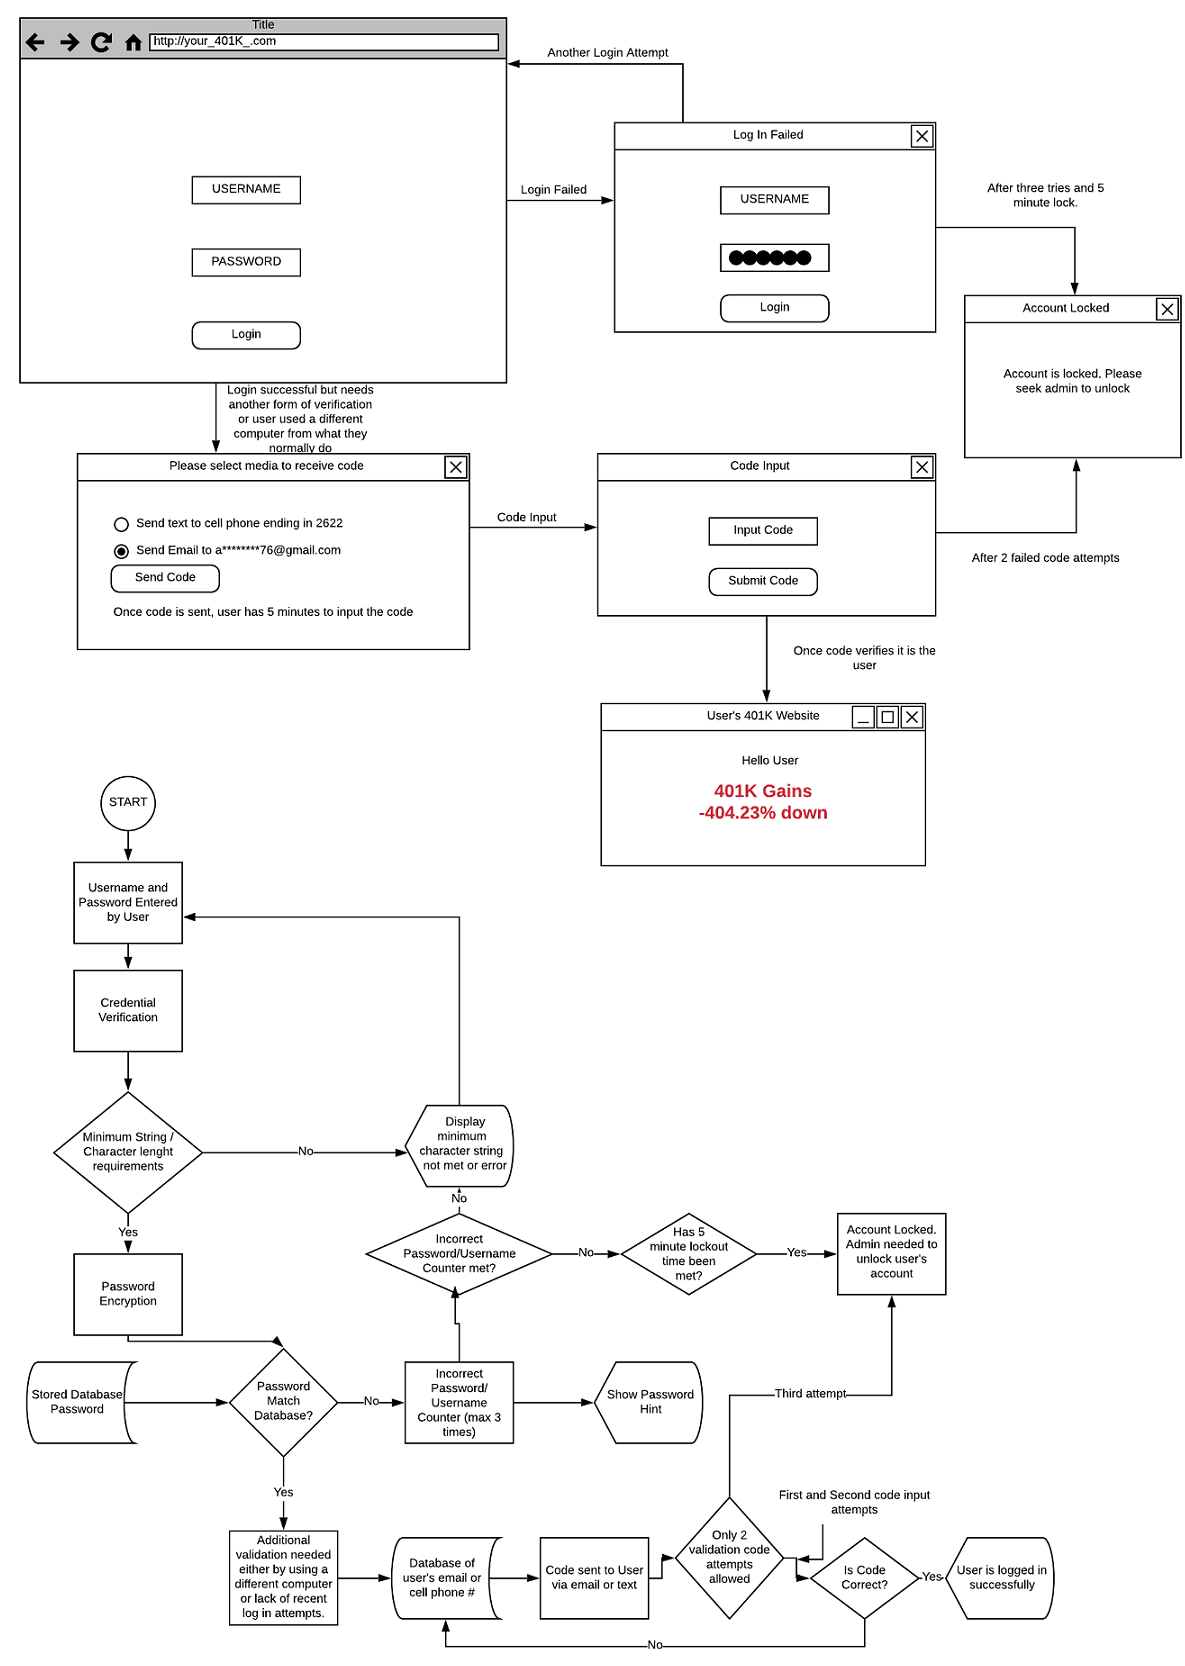 Title
http://your_401K_.com
Another Login Attempt
Log In Failed
USERNAME
Login Failed
USERNAME
After three tries and 5
minute lock.
PASSWORD
Login
Login
Account Locked
Account is locked. Please
seek admin to unlock
Login successful but needs
another form of verification
or user used a different
computer from what they
normally do
Please select media to receive code
Send text to cell phone ending in 2622
Send Email to a********76@gmail.com
Send Code
Once code is sent, user has 5 minutes to input the code
Code Input
Code Input
Input Code
Submit Code
After 2 failed code attempts
Once code verifies it is the
user
User's 401K Website
Hello User
401K Gains
-404.23% down
START
Username and
Password Entered
by User
Credential
Verification
Minimum String /
Character lenght
requirements
No
Display
minimum
character string
not met or error
Yes
No
Password
Encryption
Incorrect
Password/Username
Counter met?
No
Has 5
minute lockout
time been
met?
Yes
Account Locked.
Admin needed to
unlock user's
account
Stored Database
Password
Password
Match
Database?
No
Incorrect
Password/
Username
Counter (max 3
times)
Show Password
Hint
Third attempt
Yes
First and Second code input
attempts
Additional
validation needed
either by using a
different computer
or lack of recent
log in attempts.
Database of
user's email or
cell phone #
Code sent to User
via email or text
Only 2
validation code
attempts
allowed
Is Code
Correct?
Yes
User is logged in
successfully
No